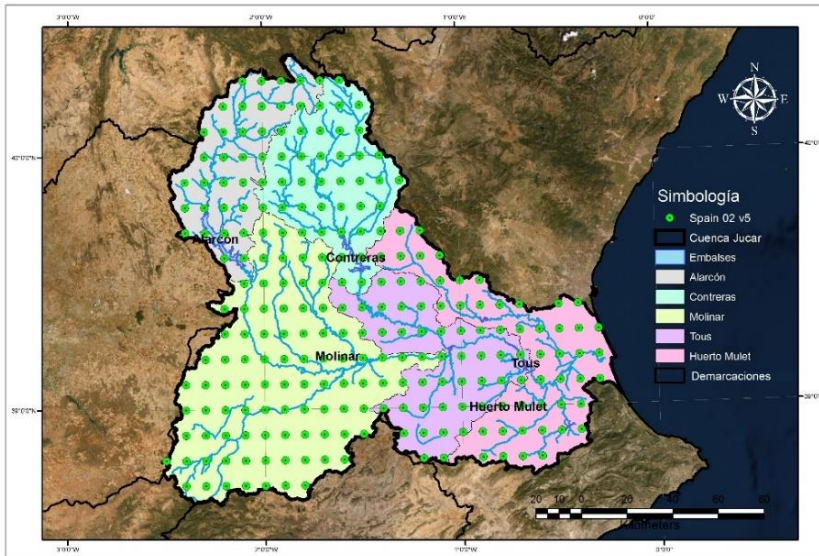 3°0'0"W
2°0'0"W
1°0'0"W
0°0'0"
N
W
E
S
40°0'0"N
40°0'0"N
Simbología
Spain 02 v5
Cuenca Jucar
Embalses
Alarcón
Contreras
Molinar
Tous
Huerto Mulet
Demarcaciones
Alarcón
Contreras
Molinar
Tous
Huerto Mulet
39°0'0"N
39°0'0"N
20 10 0 20 40 60 80
Kilometers
3°0'0"W
2°0'0"W
1°0'0"W
0°0'0"